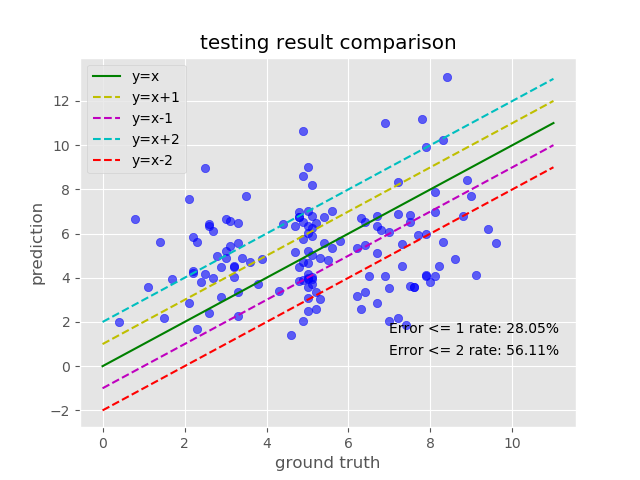 testing result comparison
y=x
y=x+1
y=x-1
y=x+2
y=x-2
12
10
8
6
4
2
0
−2
prediction
Error <= 1 rate: 28.05%
Error <= 2 rate: 56.11%
0 2 4 6 8 10
ground truth